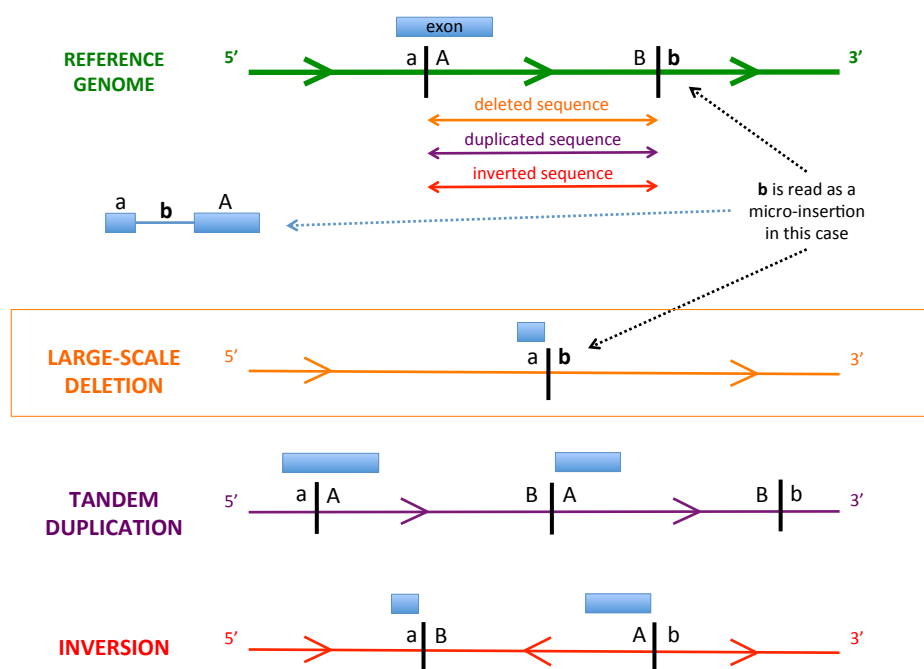 exon
5’ a A B b 3’
REFERENCE
GENOME
deleted sequence
duplicated sequence
inverted sequence
b is read as a
micro-insertion
in this case
a b A
LARGE-SCALE
DELETION
5’ a b 3’
TANDEM
DUPLICATION
5’ a A B A B b 3’
INVERSION
5’ a B A b 3’